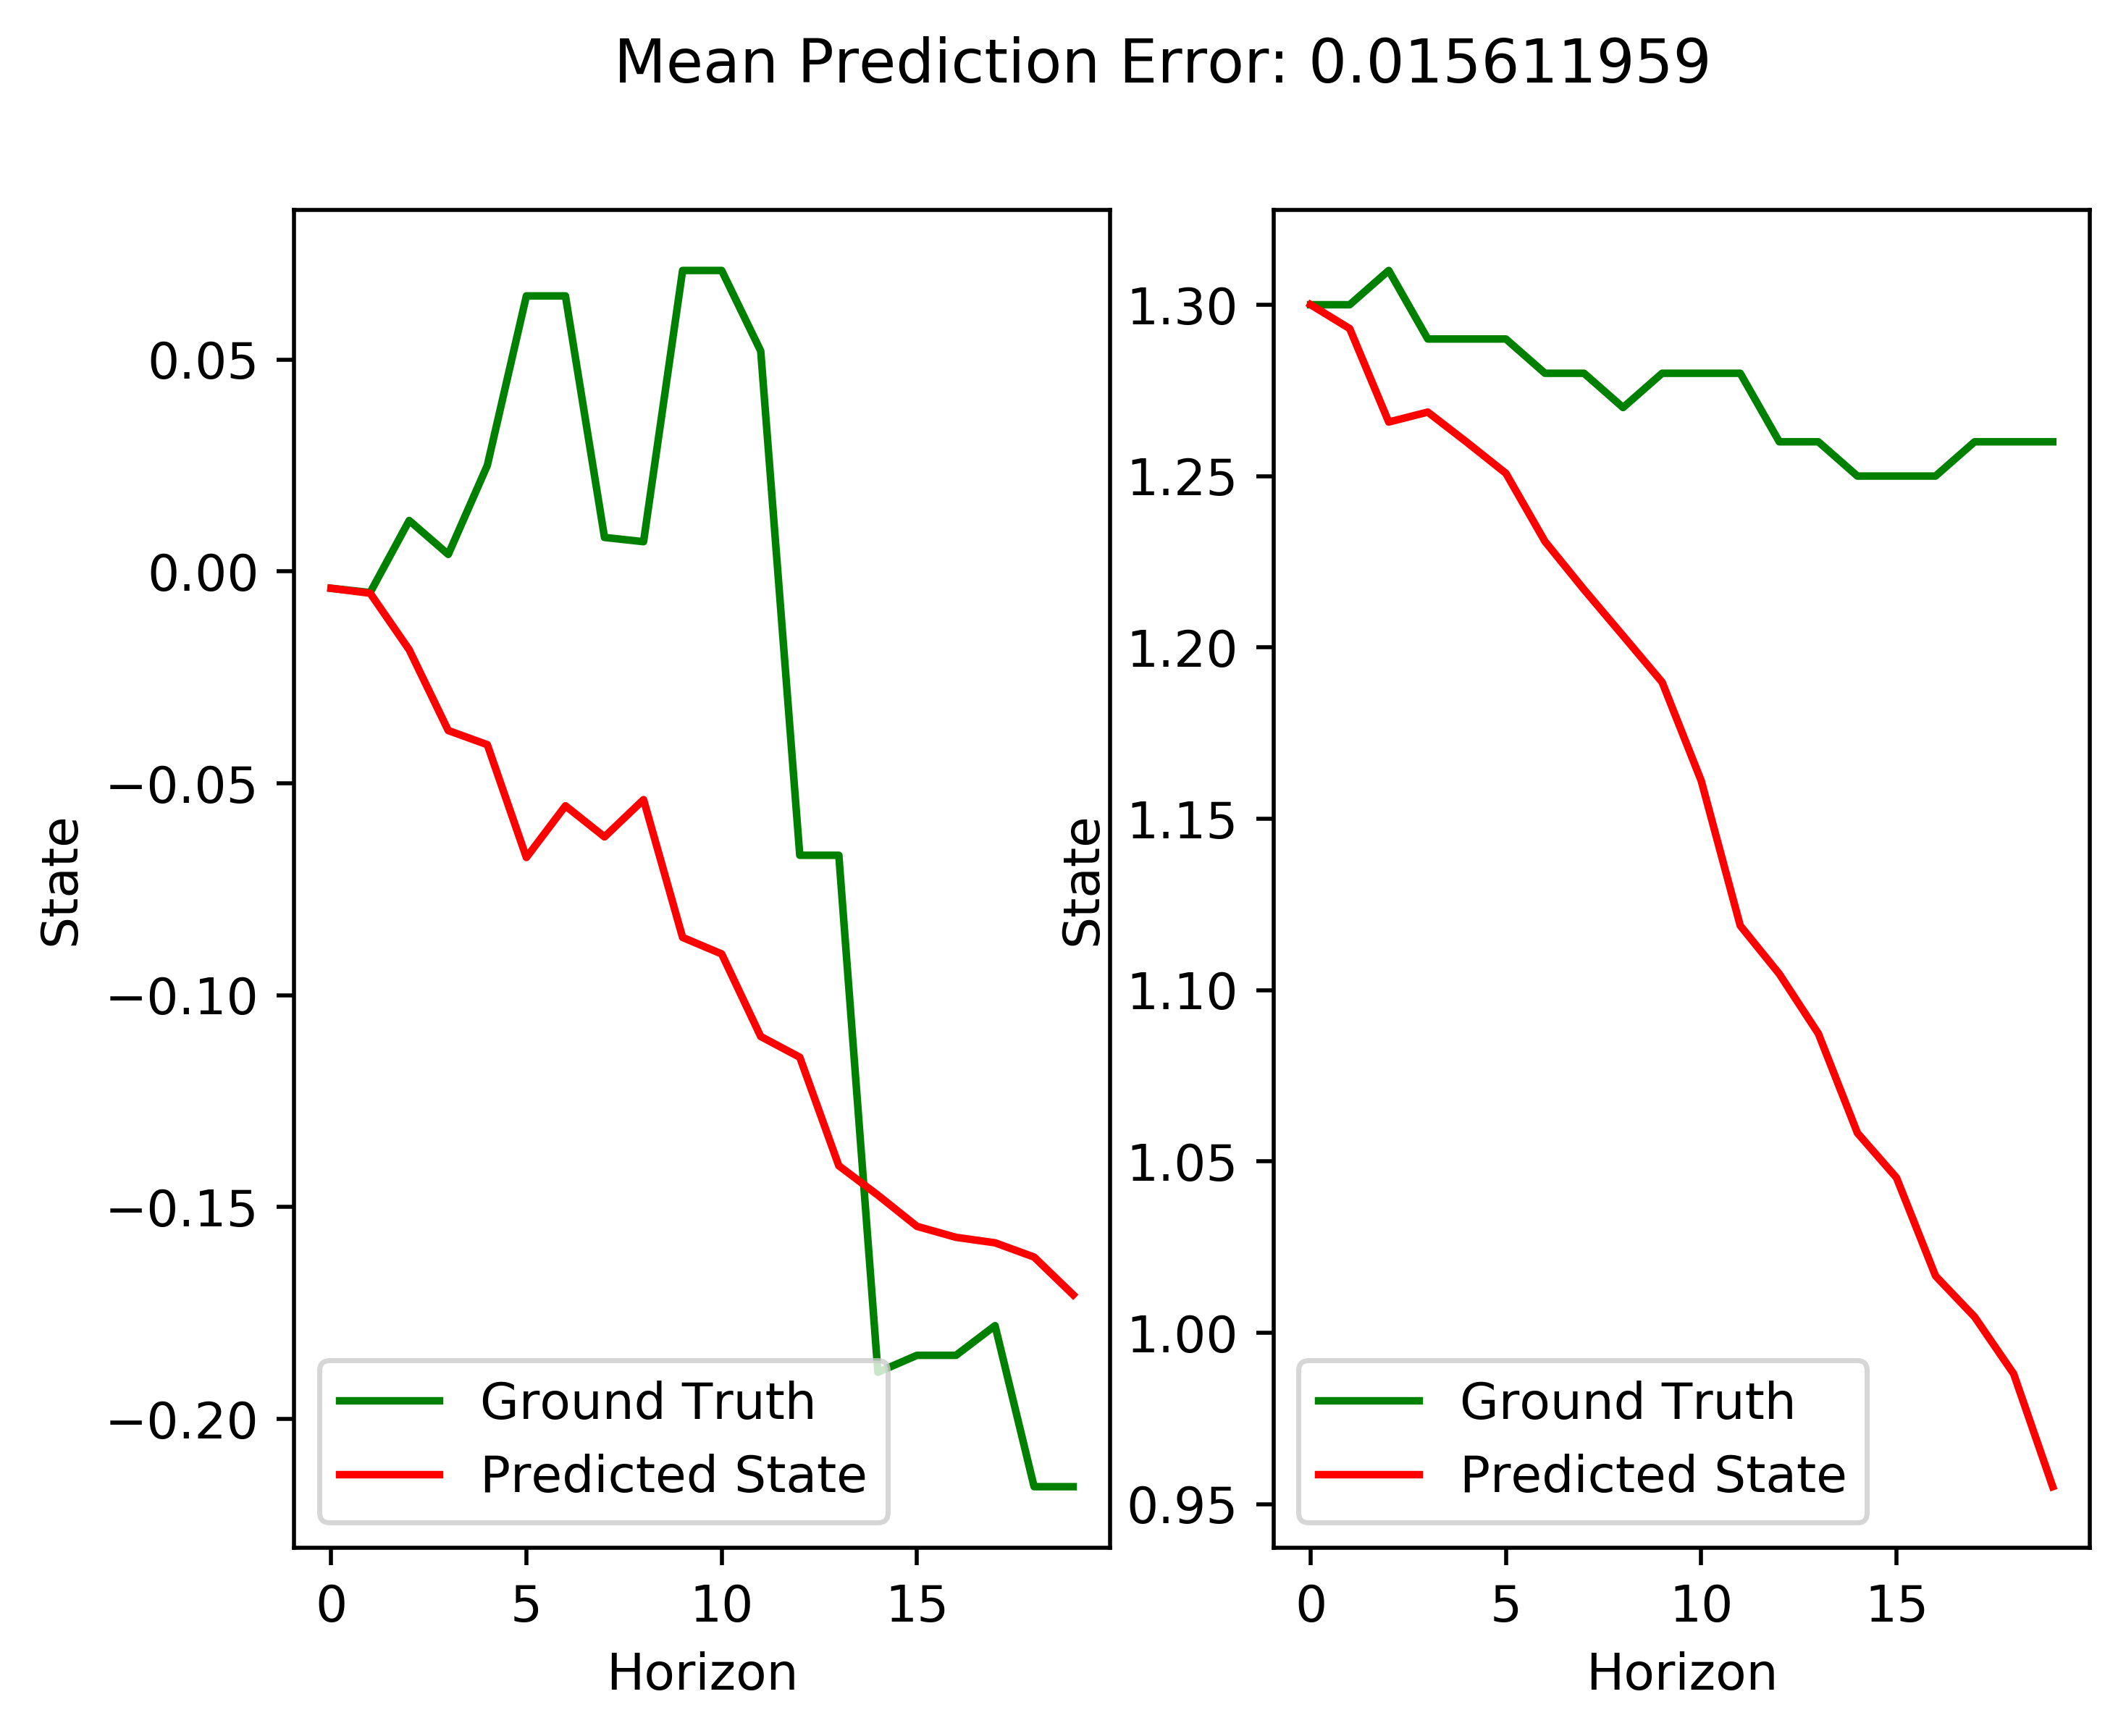 Mean Prediction Error: 0.015611959
State
0.05
0.00
−0.05
−0.10
−0.15
−0.20
Ground Truth
Predicted State
0
5
10
15
Horizon
State
1.30
1.25
1.20
1.15
1.10
1.05
1.00
0.95
Ground Truth
Predicted State
0
5
10
15
Horizon